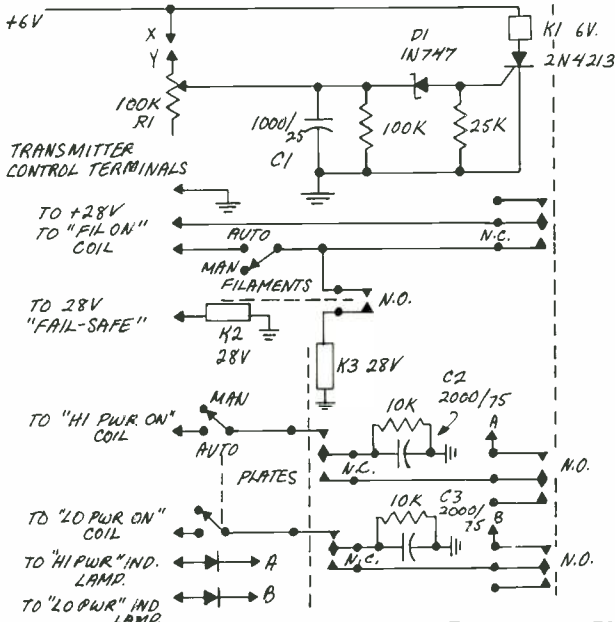 +6V
X
Y
100K
R1
1000/
25
C1
100K
D1
1N747
25K
K1 6V.
2N4213
TRANSMITTER
CONTROL TERMINALS
TO +28V
TO "FIL ON"
COIL
AUTO
MAN
FILAMENTS
N.C.
N.O.
TO 28V
"FAIL-SAFE"
K2
28V
K3 28V
TO "HI PWR ON"
COIL
MAN
AUTO
PLATES
10K
C2
2000/75
N.C.
A
N.O.
TO "LO PWR ON"
COIL
10K
C3
2000/
75
N.C.
B
N.O.
TO "HI PWR" IND.
LAMP.
A
TO "LO PWR" IND
LAMP
B